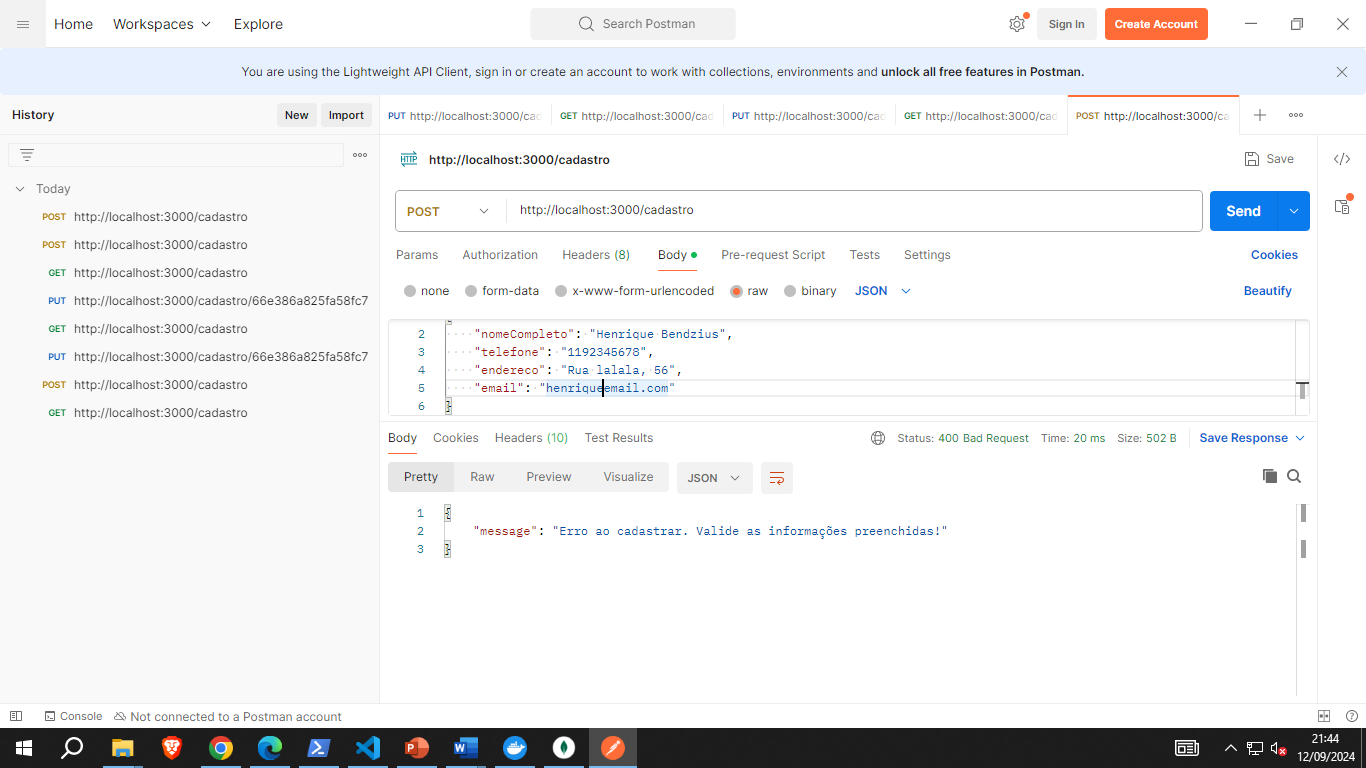 Home Workspaces Explore Search Postman Sign In Create Account
You are using the Lightweight API Client, sign in or create an account to work with collections, environments and unlock all free features in Postman.
History New Import
PUT http://localhost:3000/cad GET http://localhost:3000/cad PUT http://localhost:3000/cad GET http://localhost:3000/cad POST http://localhost:3000/ca
HTTP http://localhost:3000/cadastro Save
Today
POST http://localhost:3000/cadastro
POST http://localhost:3000/cadastro
GET http://localhost:3000/cadastro
PUT http://localhost:3000/cadastro/66e386a825fa58fc7
GET http://localhost:3000/cadastro
PUT http://localhost:3000/cadastro/66e386a825fa58fc7
POST http://localhost:3000/cadastro
GET http://localhost:3000/cadastro
POST http://localhost:3000/cadastro Send
Params Authorization Headers (8) Body Pre-request Script Tests Settings Cookies
none form-data x-www-form-urlencoded raw binary JSON Beautify
2 "nomeCompleto": "Henrique Bendzius",
3 "telefone": "1192345678",
4 "endereco": "Rua lalala, 56",
5 "email": "henriqueemail.com"
6 }
Body Cookies Headers (10) Test Results Status: 400 Bad Request Time: 20 ms Size: 502 B Save Response
Pretty Raw Preview Visualize JSON
1 {
2 "message": "Erro ao cadastrar. Valide as informações preenchidas!"
3 }
Console Not connected to a Postman account
21:44
12/09/2024